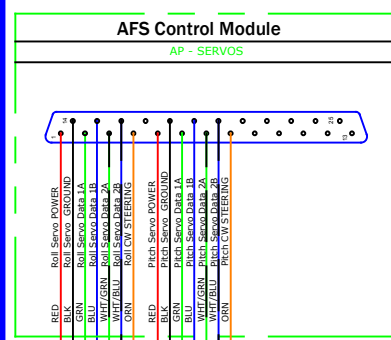 AFS Control Module
AP - SERVOS
14
25
1
13
Roll Servo POWER
Roll Servo GROUND
Roll Servo Data 1A
Roll Servo Data 1B
Roll Servo Data 2A
Roll Servo Data 2B
Roll CW STEERING
Pitch Servo POWER
Pitch Servo GROUND
Pitch Servo Data 1A
Pitch Servo Data 1B
Pitch Servo Data 2A
Pitch Servo Data 2B
Pitch CW STEERING
RED
BLK
GRN
BLU
WHT/GRN
WHT/BLU
ORN
RED
BLK
GRN
BLU
WHT/GRN
WHT/BLU
ORN